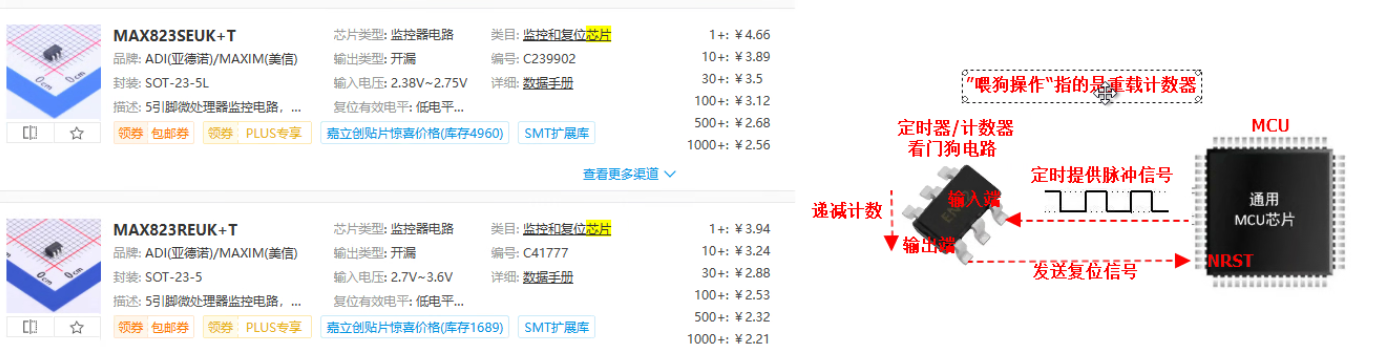 MAX823SEUK+T
品牌: ADI(亚德诺)/MAXIM(美信)
封装: SOT-23-5L
描述: 5引脚微处理器监控电路，...
芯片类型: 监控器电路
输出类型: 开漏
输入电压: 2.38V~2.75V
复位有效电平: 低电平...
类目: 监控和复位芯片
编号: C239902
详细: 数据手册
领券 包邮券
领券 PLUS专享
嘉立创贴片惊喜价格(库存4960)
SMT扩展库
1+: ￥4.66
10+: ￥3.89
30+: ￥3.5
100+: ￥3.12
500+: ￥2.68
1000+: ￥2.56
查看更多渠道
MAX823REUK+T
品牌: ADI(亚德诺)/MAXIM(美信)
封装: SOT-23-5
描述: 5引脚微处理器监控电路，...
芯片类型: 监控器电路
输出类型: 开漏
输入电压: 2.7V~3.6V
复位有效电平: 低电平...
类目: 监控和复位芯片
编号: C41777
详细: 数据手册
领券 包邮券
领券 PLUS专享
嘉立创贴片惊喜价格(库存1689)
SMT扩展库
1+: ￥3.94
10+: ￥3.24
30+: ￥2.88
100+: ￥2.53
500+: ￥2.32
1000+: ￥2.21
"喂狗操作"指的是重载计数器
定时器/计数器
看门狗电路
MCU
定时提供脉冲信号
输入端
递减计数
输出端
通用
MCU芯片
发送复位信号
NRST